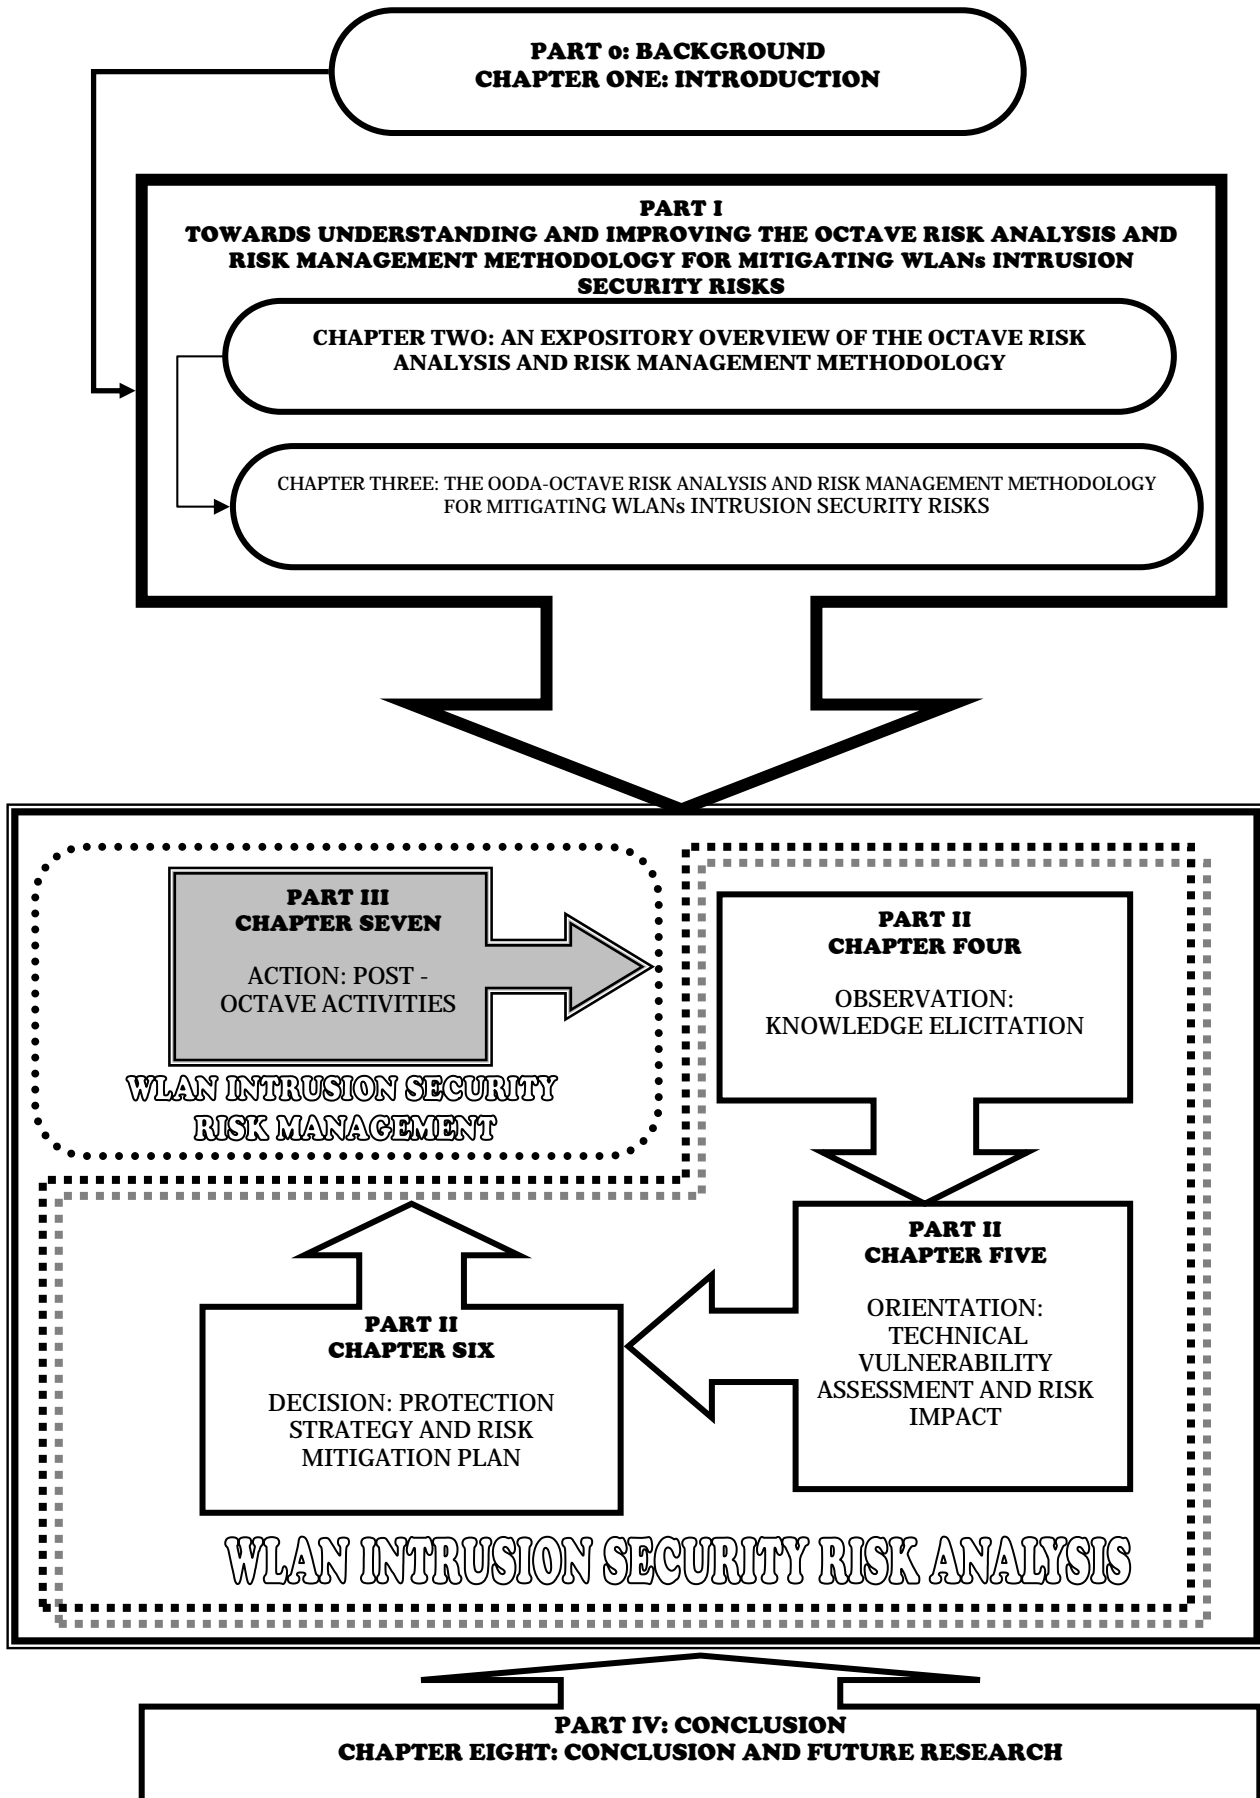 PART 0: BACKGROUND
CHAPTER ONE: INTRODUCTION
PART I
TOWARDS UNDERSTANDING AND IMPROVING THE OCTAVE RISK ANALYSIS AND
RISK MANAGEMENT METHODOLOGY FOR MITIGATING WLANs INTRUSION
SECURITY RISKS
CHAPTER TWO: AN EXPOSITORY OVERVIEW OF THE OCTAVE RISK
ANALYSIS AND RISK MANAGEMENT METHODOLOGY
CHAPTER THREE: THE OODA-OCTAVE RISK ANALYSIS AND RISK MANAGEMENT METHODOLOGY
FOR MITIGATING WLANs INTRUSION SECURITY RISKS
PART III
CHAPTER SEVEN
ACTION: POST -
OCTAVE ACTIVITIES
WLAN INTRUSION SECURITY
RISK MANAGEMENT
PART II
CHAPTER FOUR
OBSERVATION:
KNOWLEDGE ELICITATION
PART II
CHAPTER FIVE
ORIENTATION:
TECHNICAL
VULNERABILITY
ASSESSMENT AND RISK
IMPACT
PART II
CHAPTER SIX
DECISION: PROTECTION
STRATEGY AND RISK
MITIGATION PLAN
WLAN INTRUSION SECURITY RISK ANALYSIS
PART IV: CONCLUSION
CHAPTER EIGHT: CONCLUSION AND FUTURE RESEARCH